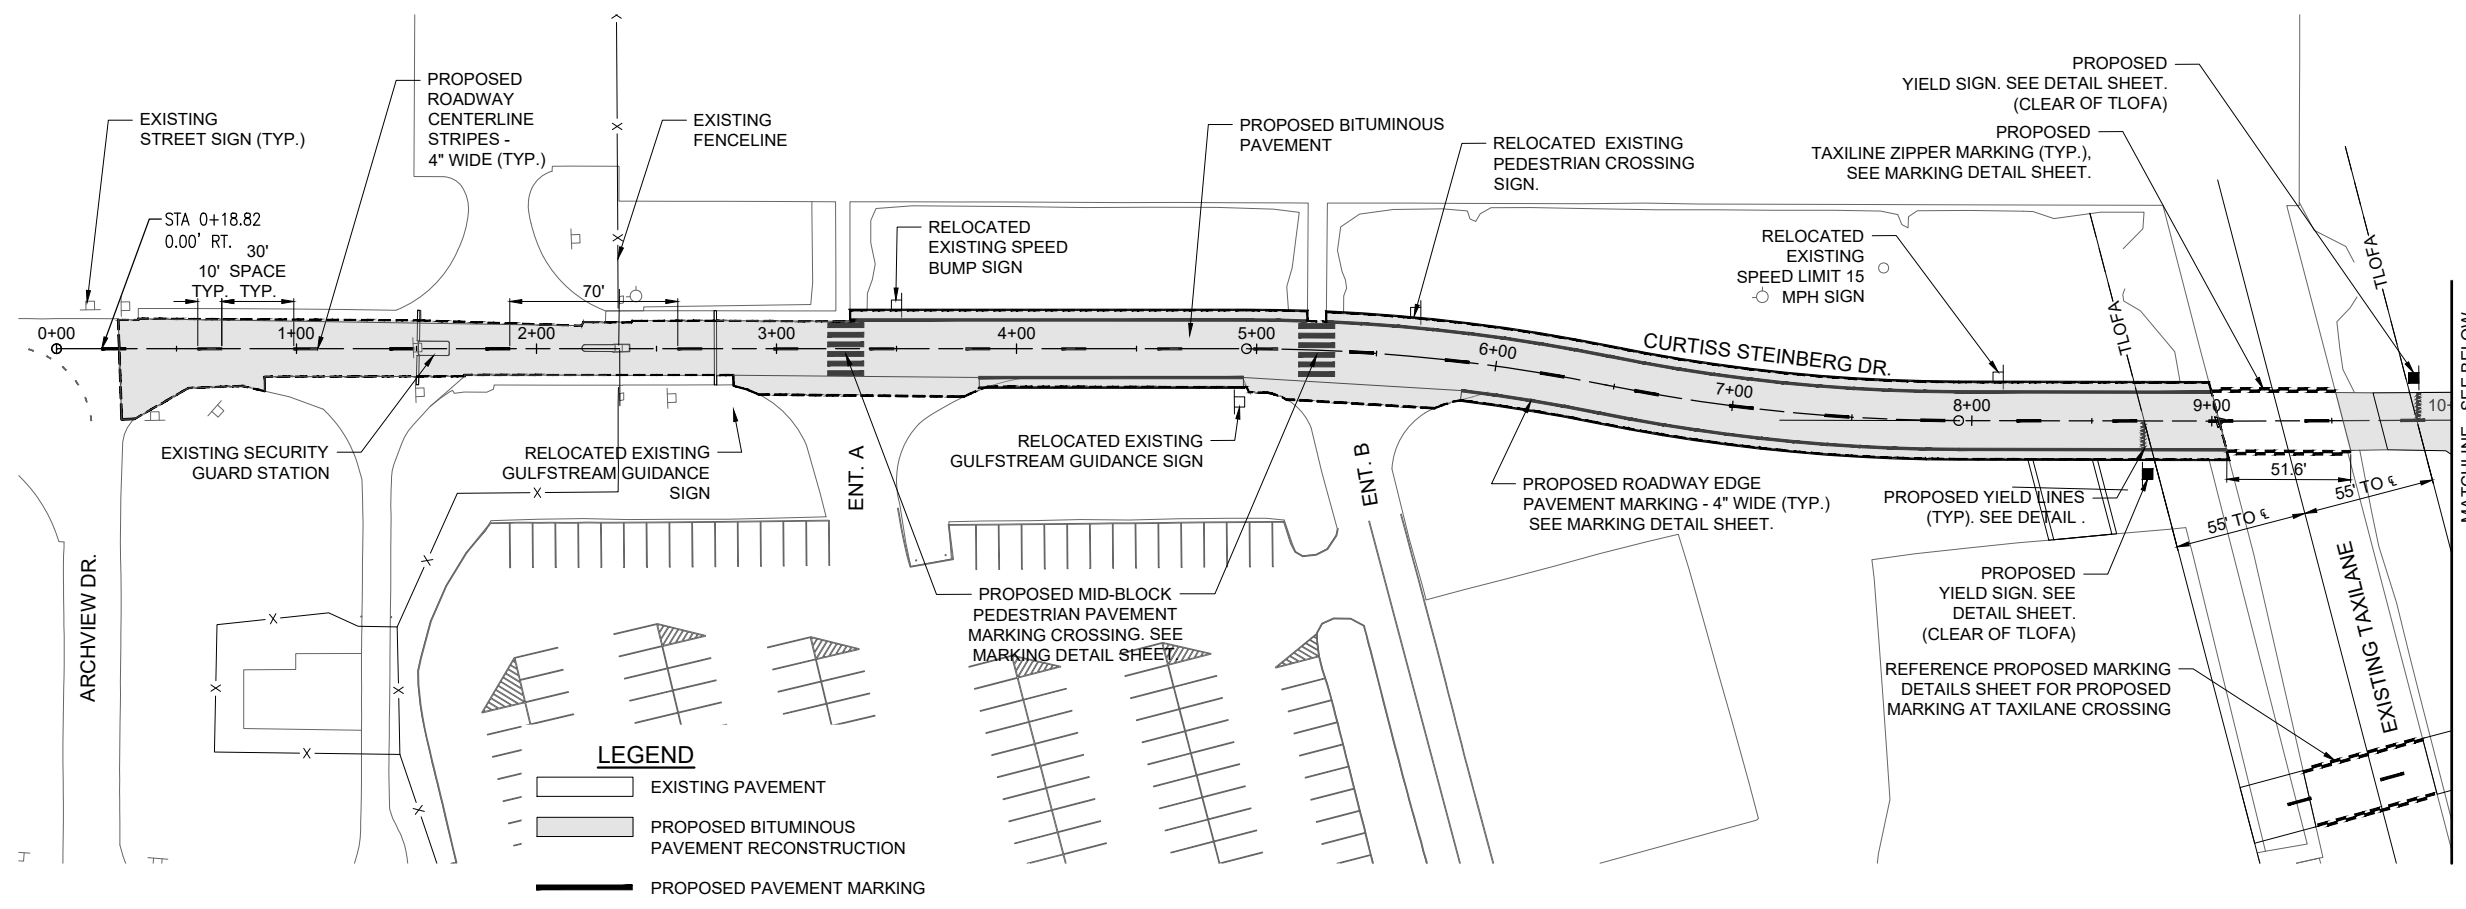 EXISTING
STREET SIGN (TYP.)
PROPOSED
ROADWAY
CENTERLINE
STRIPES -
4" WIDE (TYP.)
EXISTING
FENCELINE
PROPOSED BITUMINOUS
PAVEMENT
RELOCATED EXISTING
PEDESTRIAN CROSSING
SIGN.
PROPOSED
YIELD SIGN. SEE DETAIL SHEET.
(CLEAR OF TLOFA)
PROPOSED
TAXILINE ZIPPER MARKING (TYP.),
SEE MARKING DETAIL SHEET.
STA 0+18.82
0.00' RT.
10'
TYP.
30'
SPACE
TYP.
70'
RELOCATED
EXISTING SPEED
BUMP SIGN
RELOCATED
EXISTING
SPEED LIMIT 15
MPH SIGN
TLOFA
TLOFA
0+00
1+00
2+00
3+00
4+00
5+00
6+00
7+00
8+00
9+00
10+
CURTISS STEINBERG DR.
X
X
EXISTING SECURITY
GUARD STATION
RELOCATED EXISTING
GULFSTREAM GUIDANCE
SIGN
RELOCATED EXISTING
GULFSTREAM GUIDANCE SIGN
ENT. A
ENT. B
PROPOSED ROADWAY EDGE
PAVEMENT MARKING - 4" WIDE (TYP.)
SEE MARKING DETAIL SHEET.
PROPOSED YIELD LINES
(TYP). SEE DETAIL .
51.6'
55' TO ℄
55' TO ℄
PROPOSED
YIELD SIGN. SEE
DETAIL SHEET.
(CLEAR OF TLOFA)
REFERENCE PROPOSED MARKING
DETAILS SHEET FOR PROPOSED
MARKING AT TAXILANE CROSSING
EXISTING TAXILANE
MATCHLINE - SEE BELOW
PROPOSED MID-BLOCK
PEDESTRIAN PAVEMENT
MARKING CROSSING. SEE
MARKING DETAIL SHEET.
ARCHVIEW DR.
X
X
X
X
X
X
X
LEGEND
EXISTING PAVEMENT
PROPOSED BITUMINOUS
PAVEMENT RECONSTRUCTION
PROPOSED PAVEMENT MARKING